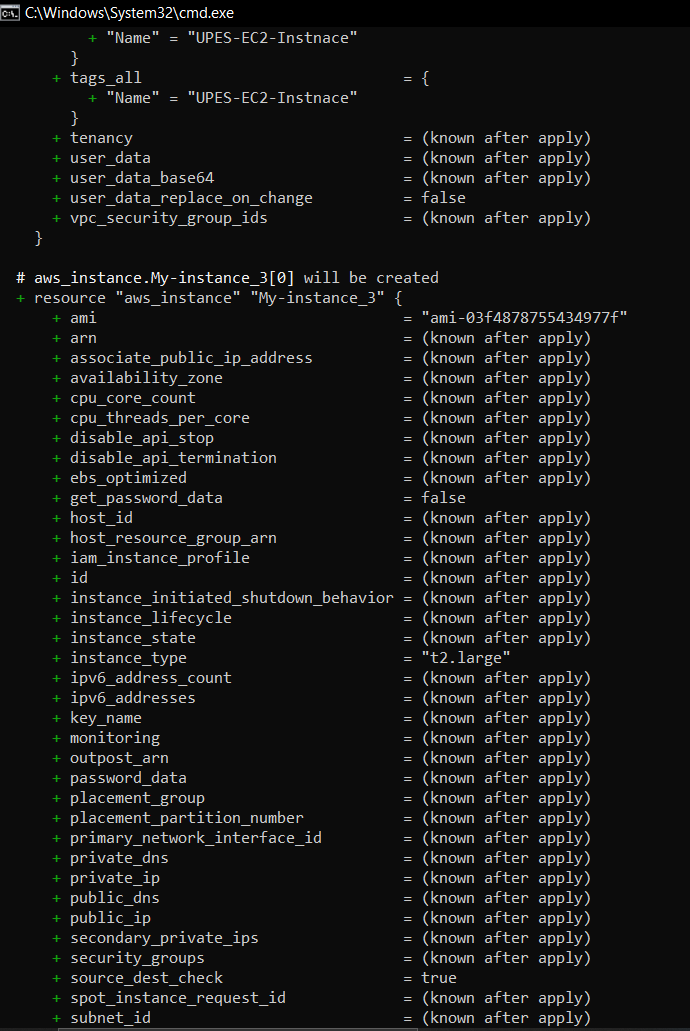 C:\Windows\System32\cmd.exe
+ "Name" = "UPES-EC2-Instnace"
}
+ tags_all = {
+ "Name" = "UPES-EC2-Instnace"
}
+ tenancy = (known after apply)
+ user_data = (known after apply)
+ user_data_base64 = (known after apply)
+ user_data_replace_on_change = false
+ vpc_security_group_ids = (known after apply)
}
# aws_instance.My-instance_3[0] will be created
+ resource "aws_instance" "My-instance_3" {
+ ami = "ami-03f4878755434977f"
+ arn = (known after apply)
+ associate_public_ip_address = (known after apply)
+ availability_zone = (known after apply)
+ cpu_core_count = (known after apply)
+ cpu_threads_per_core = (known after apply)
+ disable_api_stop = (known after apply)
+ disable_api_termination = (known after apply)
+ ebs_optimized = (known after apply)
+ get_password_data = false
+ host_id = (known after apply)
+ host_resource_group_arn = (known after apply)
+ iam_instance_profile = (known after apply)
+ id = (known after apply)
+ instance_initiated_shutdown_behavior = (known after apply)
+ instance_lifecycle = (known after apply)
+ instance_state = (known after apply)
+ instance_type = "t2.large"
+ ipv6_address_count = (known after apply)
+ ipv6_addresses = (known after apply)
+ key_name = (known after apply)
+ monitoring = (known after apply)
+ outpost_arn = (known after apply)
+ password_data = (known after apply)
+ placement_group = (known after apply)
+ placement_partition_number = (known after apply)
+ primary_network_interface_id = (known after apply)
+ private_dns = (known after apply)
+ private_ip = (known after apply)
+ public_dns = (known after apply)
+ public_ip = (known after apply)
+ secondary_private_ips = (known after apply)
+ security_groups = (known after apply)
+ source_dest_check = true
+ spot_instance_request_id = (known after apply)
+ subnet_id = (known after apply)